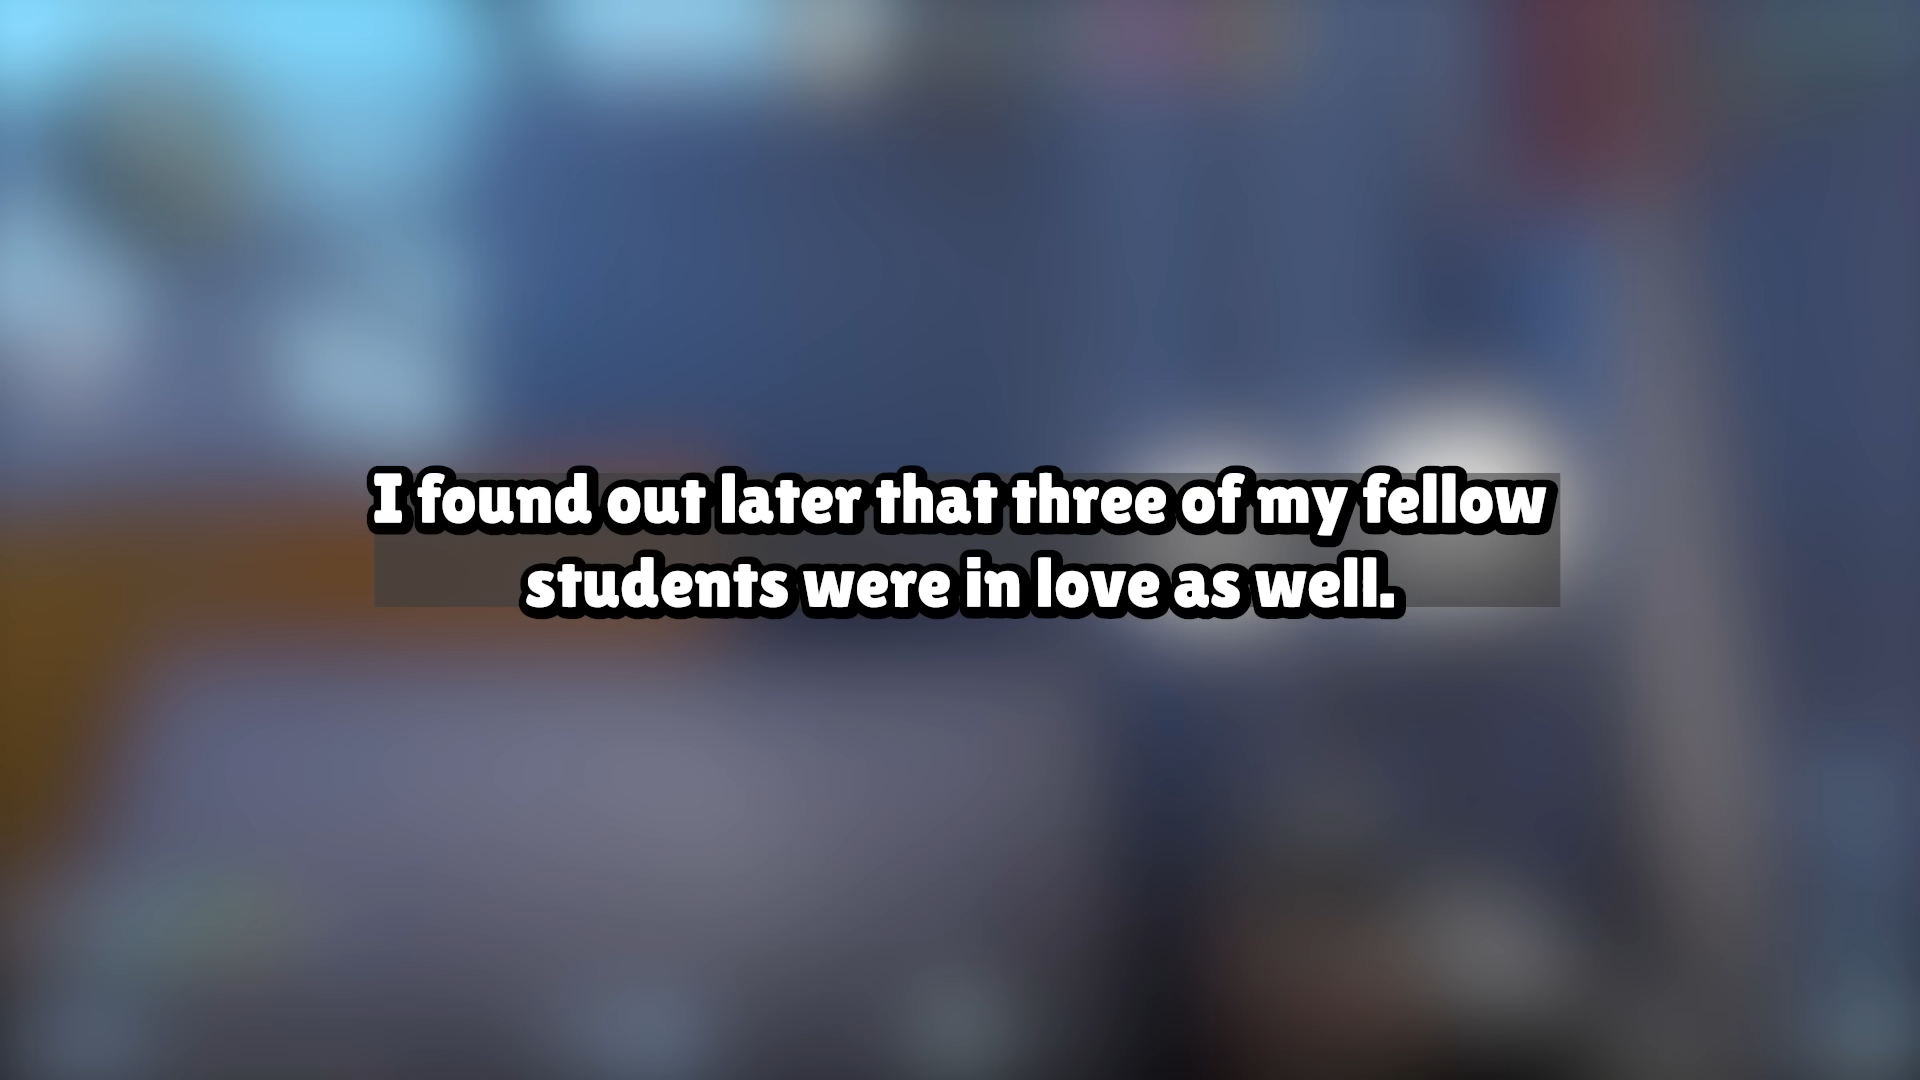 I found out later that three of my fellow
students were in love as well.